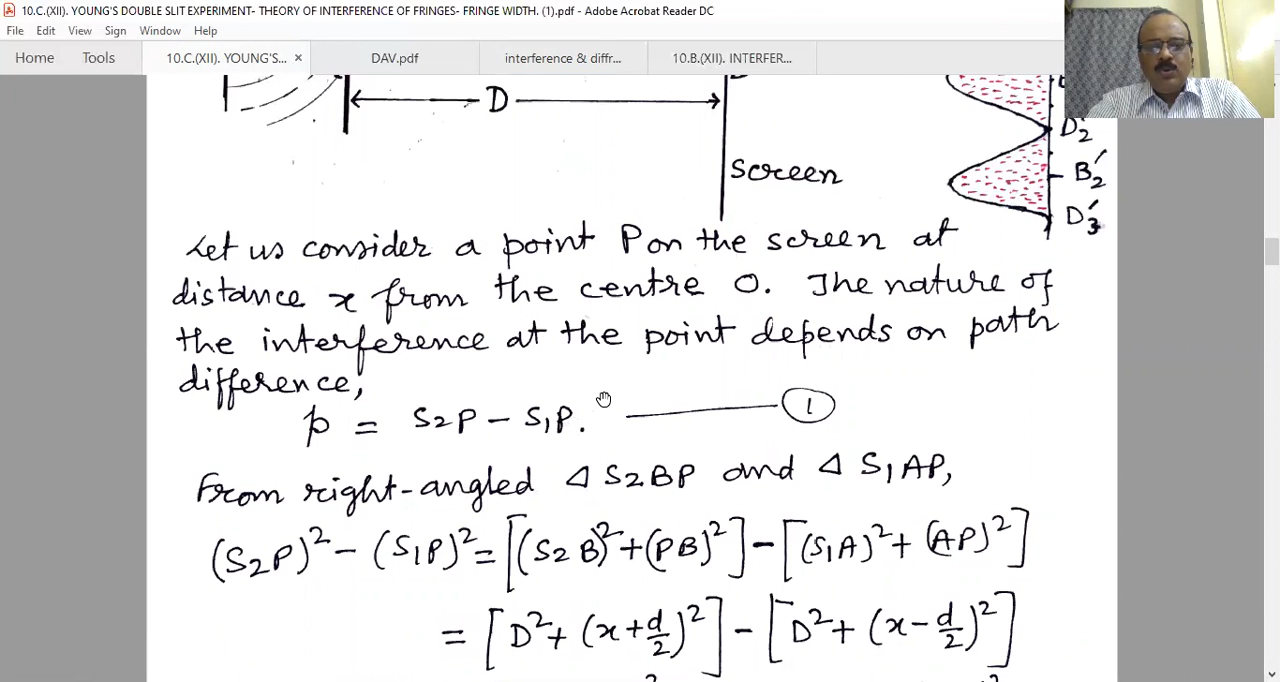 10.C.(XII). YOUNG'S DOUBLE SLIT EXPERIMENT- THEORY OF INTERFERENCE OF FRINGES- FRINGE WIDTH. (1).pdf - Adobe Acrobat Reader DC
File Edit View Sign Window Help
Home Tools 10.C.(XII). YOUNG'S... × DAV.pdf interference & diffr... 10.B.(XII). INTERFER...
D
D₂'
Screen
B₂'
D₃'
Let us consider a point P on the screen at
distance x from the centre O. The nature of
the interference at the point depends on path
difference,
p = S₂P – S₁P. ——— ①
From right-angled Δ S₂BP and Δ S₁AP,
(S₂P)² – (S₁P)² = [(S₂B)² + (PB)²] – [(S₁A)² + (AP)²]
= [D² + (x + d/2)²] – [D² + (x – d/2)²]